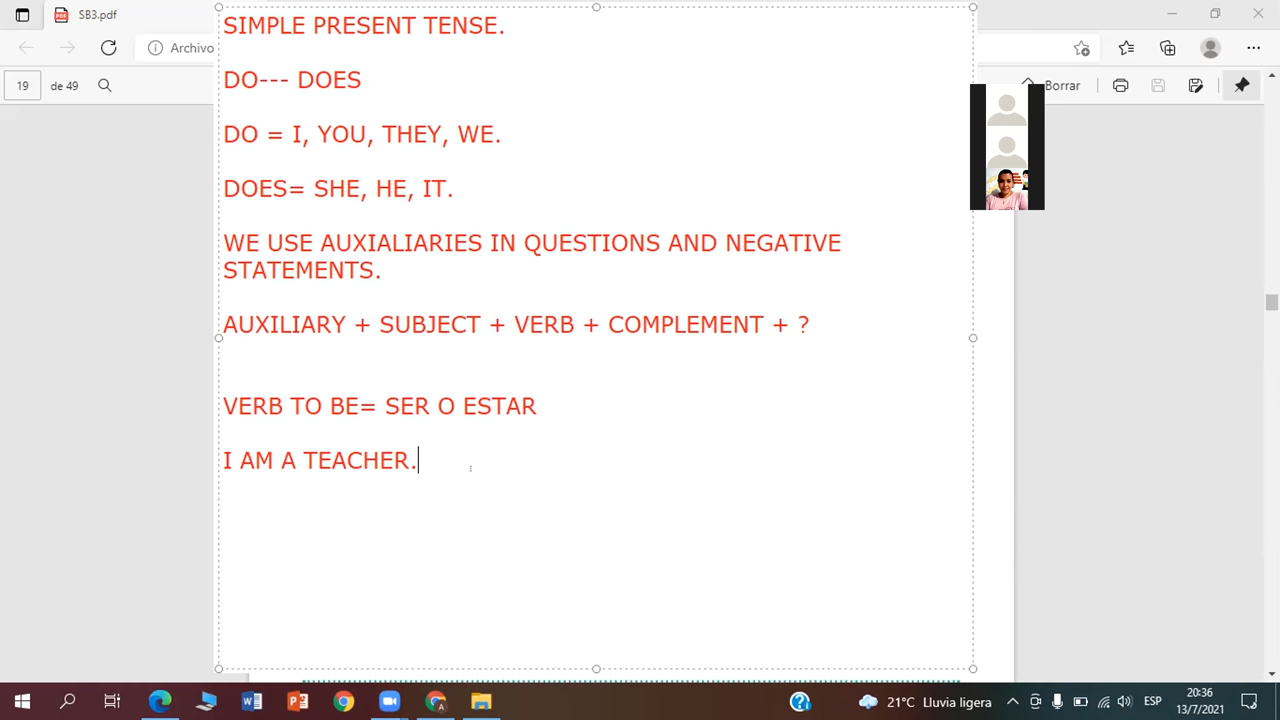 SB3.pdf
Archivo
19 de 49
Borrar
SIMPLE PRESENT TENSE.
DO--- DOES
DO = I, YOU, THEY, WE.
DOES= SHE, HE, IT.
WE USE AUXIALIARIES IN QUESTIONS AND NEGATIVE
STATEMENTS.
AUXILIARY + SUBJECT + VERB + COMPLEMENT + ?
VERB TO BE= SER O ESTAR
I AM A TEACHER.
21°C Lluvia ligera
ESP
20:36
13/7/2021